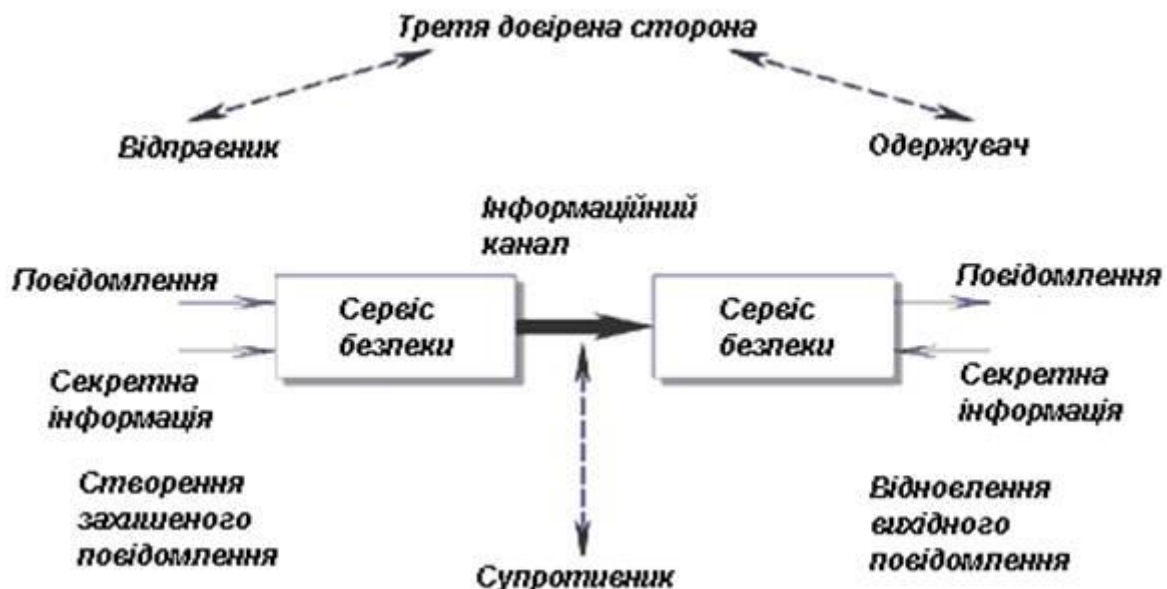 Третя довірена сторона
Відправник
Одержувач
Інформаційний
канал
Повідомлення
Сервіс
безпеки
Сервіс
безпеки
Повідомлення
Секретна
інформація
Секретна
інформація
Створення
захишеного
повідомлення
Відновлення
вихідного
повідомлення
Супротивник